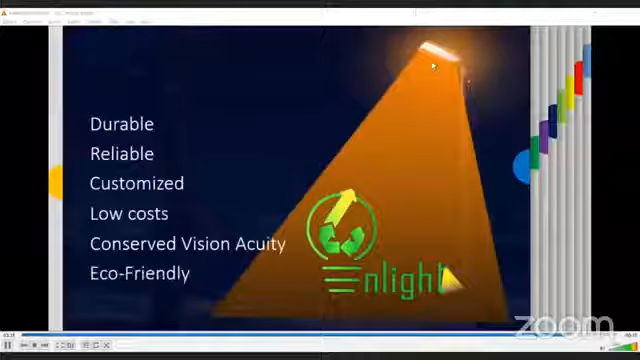 Durable
Reliable
Customized
Low costs
Conserved Vision Acuity
Eco-Friendly
Enlight
zoom